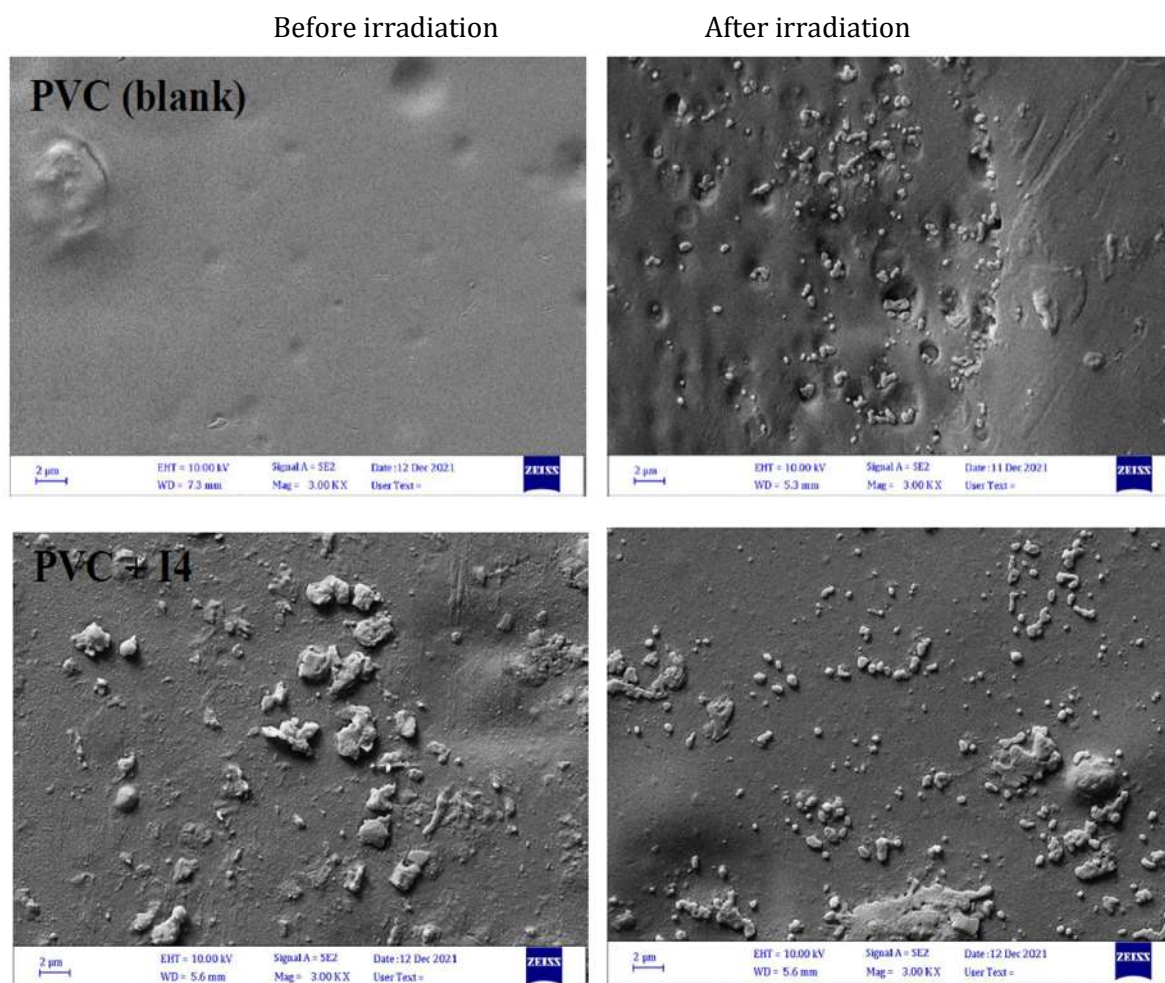 Before irradiation After irradiation
PVC (blank)
2 µm EHT = 10.00 kV Signal A = SE2 Date :12 Dec 2021 ZEISS
WD = 7.3 mm Mag = 3.00 K X User Text =
2 µm EHT = 10.00 kV Signal A = SE2 Date :11 Dec 2021 ZEISS
WD = 5.3 mm Mag = 3.00 K X User Text =
PVC + I4
2 µm EHT = 10.00 kV Signal A = SE2 Date :12 Dec 2021 ZEISS
WD = 5.6 mm Mag = 3.00 K X User Text =
2 µm EHT = 10.00 kV Signal A = SE2 Date :12 Dec 2021 ZEISS
WD = 5.6 mm Mag = 3.00 K X User Text =